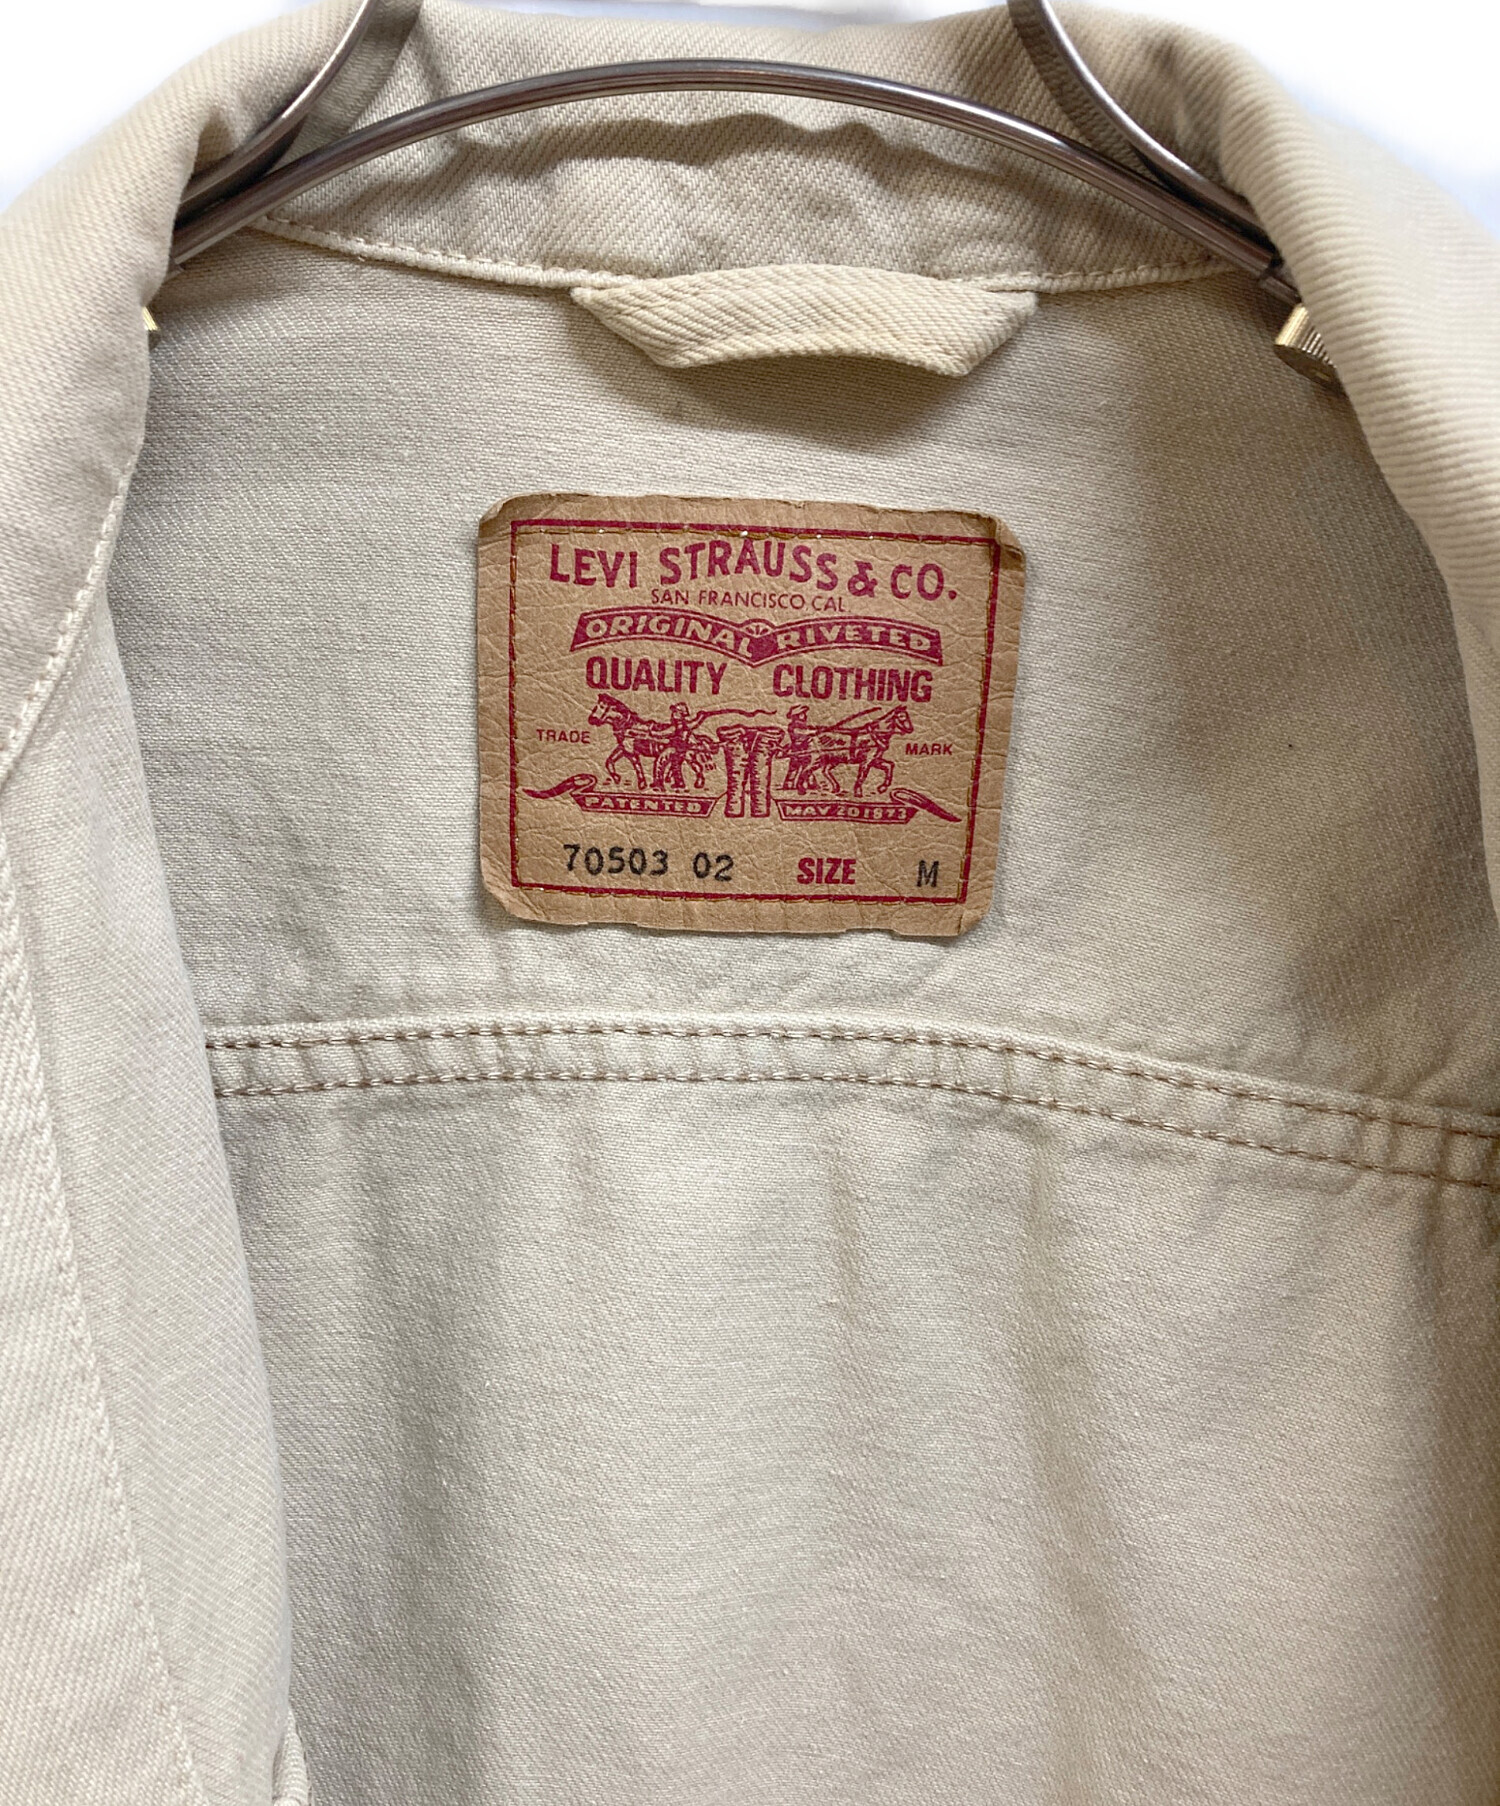 LEVI STRAUSS & CO.
SAN FRANCISCO, CAL
ORIGINAL RIVETED
QUALITY CLOTHING
TRADE MARK
PATENTED MAY 20 1873
70503 02 SIZE M